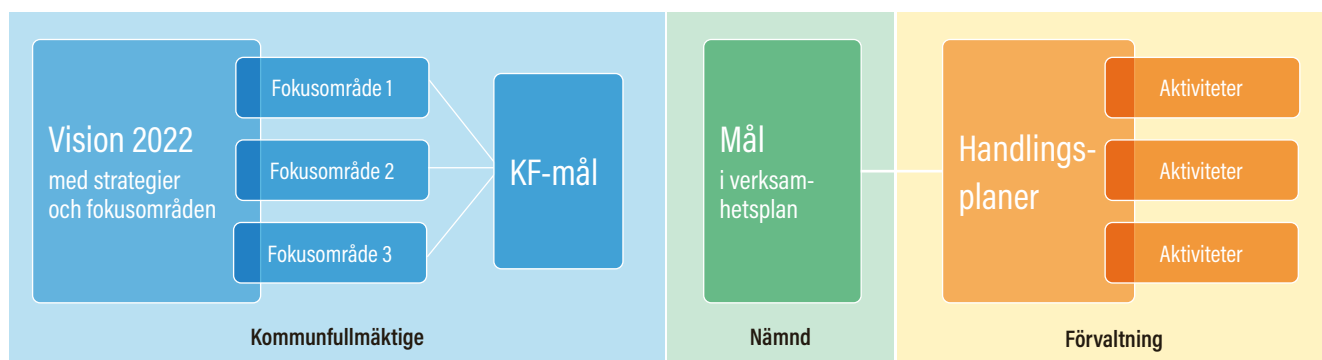 Vision 2022
med strategier
och fokusområden
Fokusområde 1
Fokusområde 2
Fokusområde 3
KF-mål
Kommunfullmäktige
Mål
i verksam-
hetsplan
Nämnd
Handlings-
planer
Aktiviteter
Aktiviteter
Aktiviteter
Förvaltning